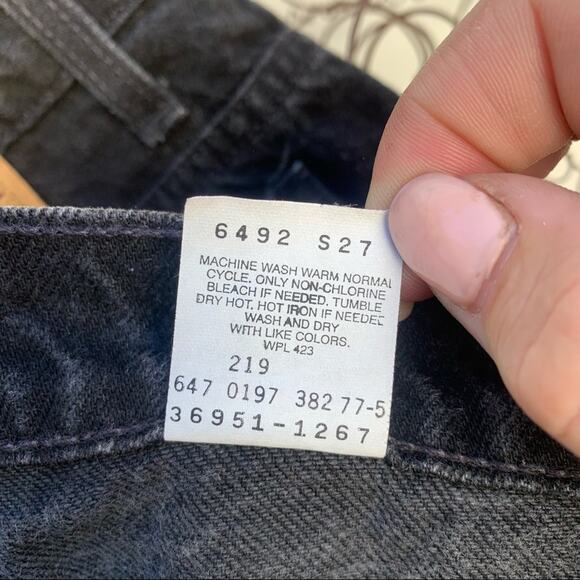 6492 S27
MACHINE WASH WARM NORMAL
CYCLE. ONLY NON-CHLORINE
BLEACH IF NEEDED. TUMBLE
DRY HOT. HOT IRON IF NEEDED
WASH AND DRY
WITH LIKE COLORS.
WPL 423
219
647 0197 382 77-5
36951-1267